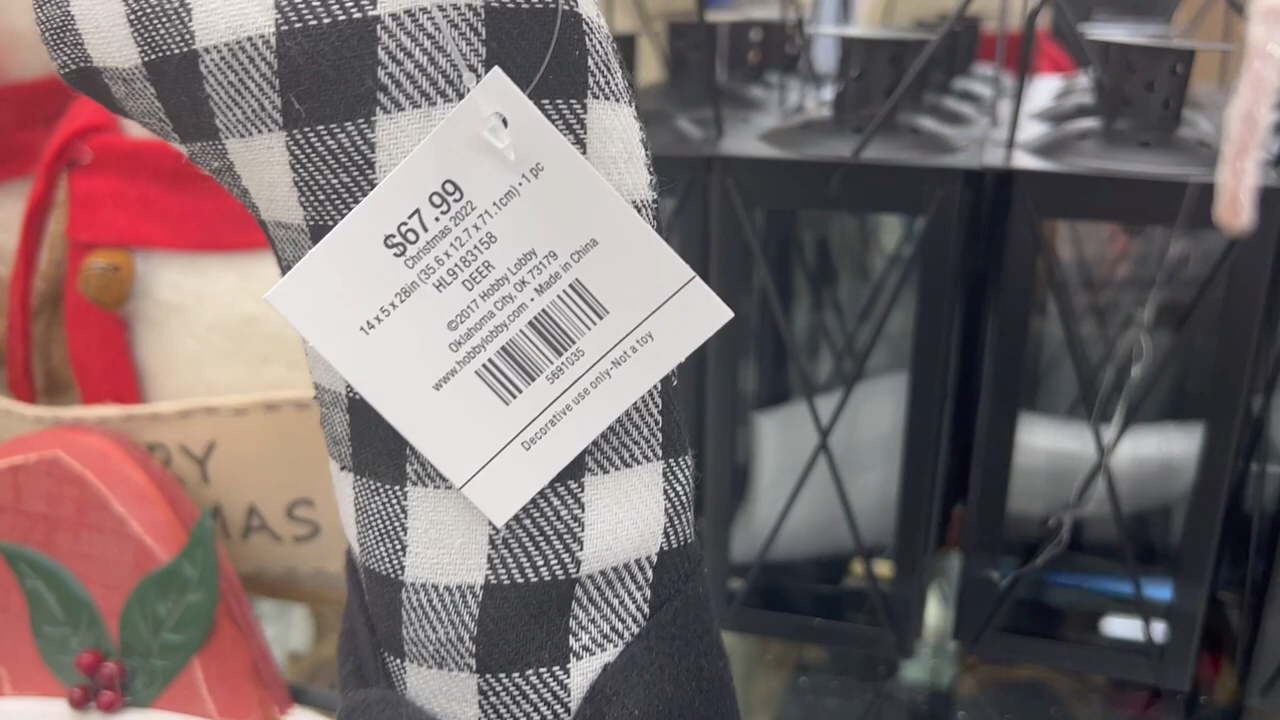 $67.99
Christmas 2022
14 x 5 x 28in (35.6 x 12.7 x 71.1cm) • 1 pc
HL9183158
DEER
©2017 Hobby Lobby
Oklahoma City, OK 73179
www.hobbylobby.com • Made in China
5691035
Decorative use only-Not a toy
RY
MAS